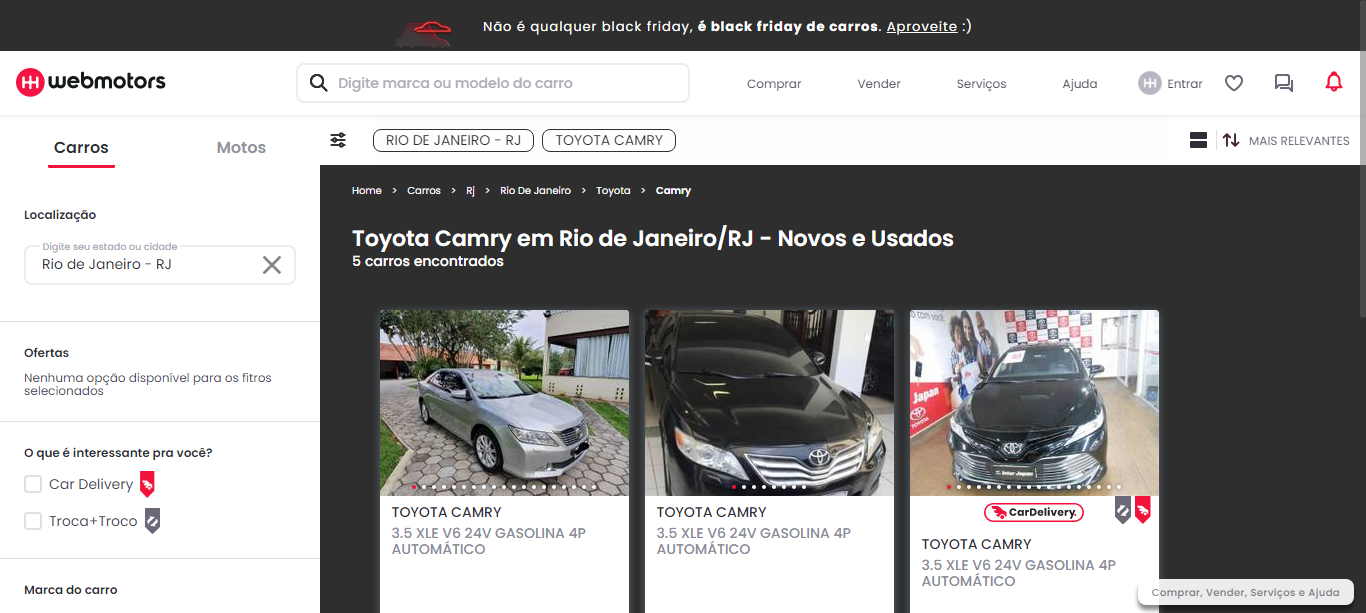 Não é qualquer black friday, é black friday de carros. Aproveite :)
webmotors
Digite marca ou modelo do carro
Comprar
Vender
Serviços
Ajuda
Entrar
Carros
Motos
RIO DE JANEIRO - RJ
TOYOTA CAMRY
MAIS RELEVANTES
Localização
Digite seu estado ou cidade
Rio de Janeiro - RJ
Ofertas
Nenhuma opção disponível para os fitros
selecionados
O que é interessante pra você?
Car Delivery
Troca+Troco
Marca do carro
Home > Carros > Rj > Rio De Janeiro > Toyota > Camry
Toyota Camry em Rio de Janeiro/RJ - Novos e Usados
5 carros encontrados
TOYOTA CAMRY
3.5 XLE V6 24V GASOLINA 4P
AUTOMÁTICO
TOYOTA CAMRY
3.5 XLE V6 24V GASOLINA 4P
AUTOMÁTICO
Japan
TOYOTA
Inter Japan
CarDelivery.
TOYOTA CAMRY
3.5 XLE V6 24V GASOLINA 4P
AUTOMÁTICO
Comprar, Vender, Serviços e Ajuda